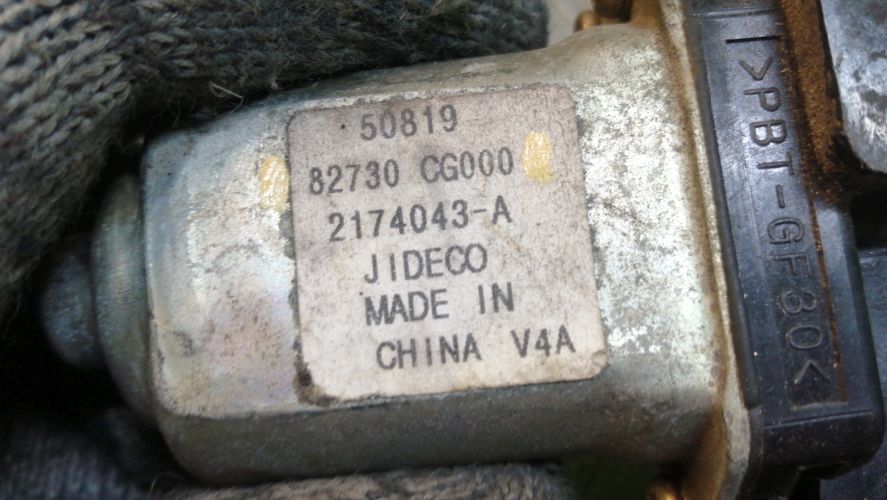 50819
82730 CG000
2174043-A
JIDECO
MADE IN
CHINA V4A
>PBT-GF30<